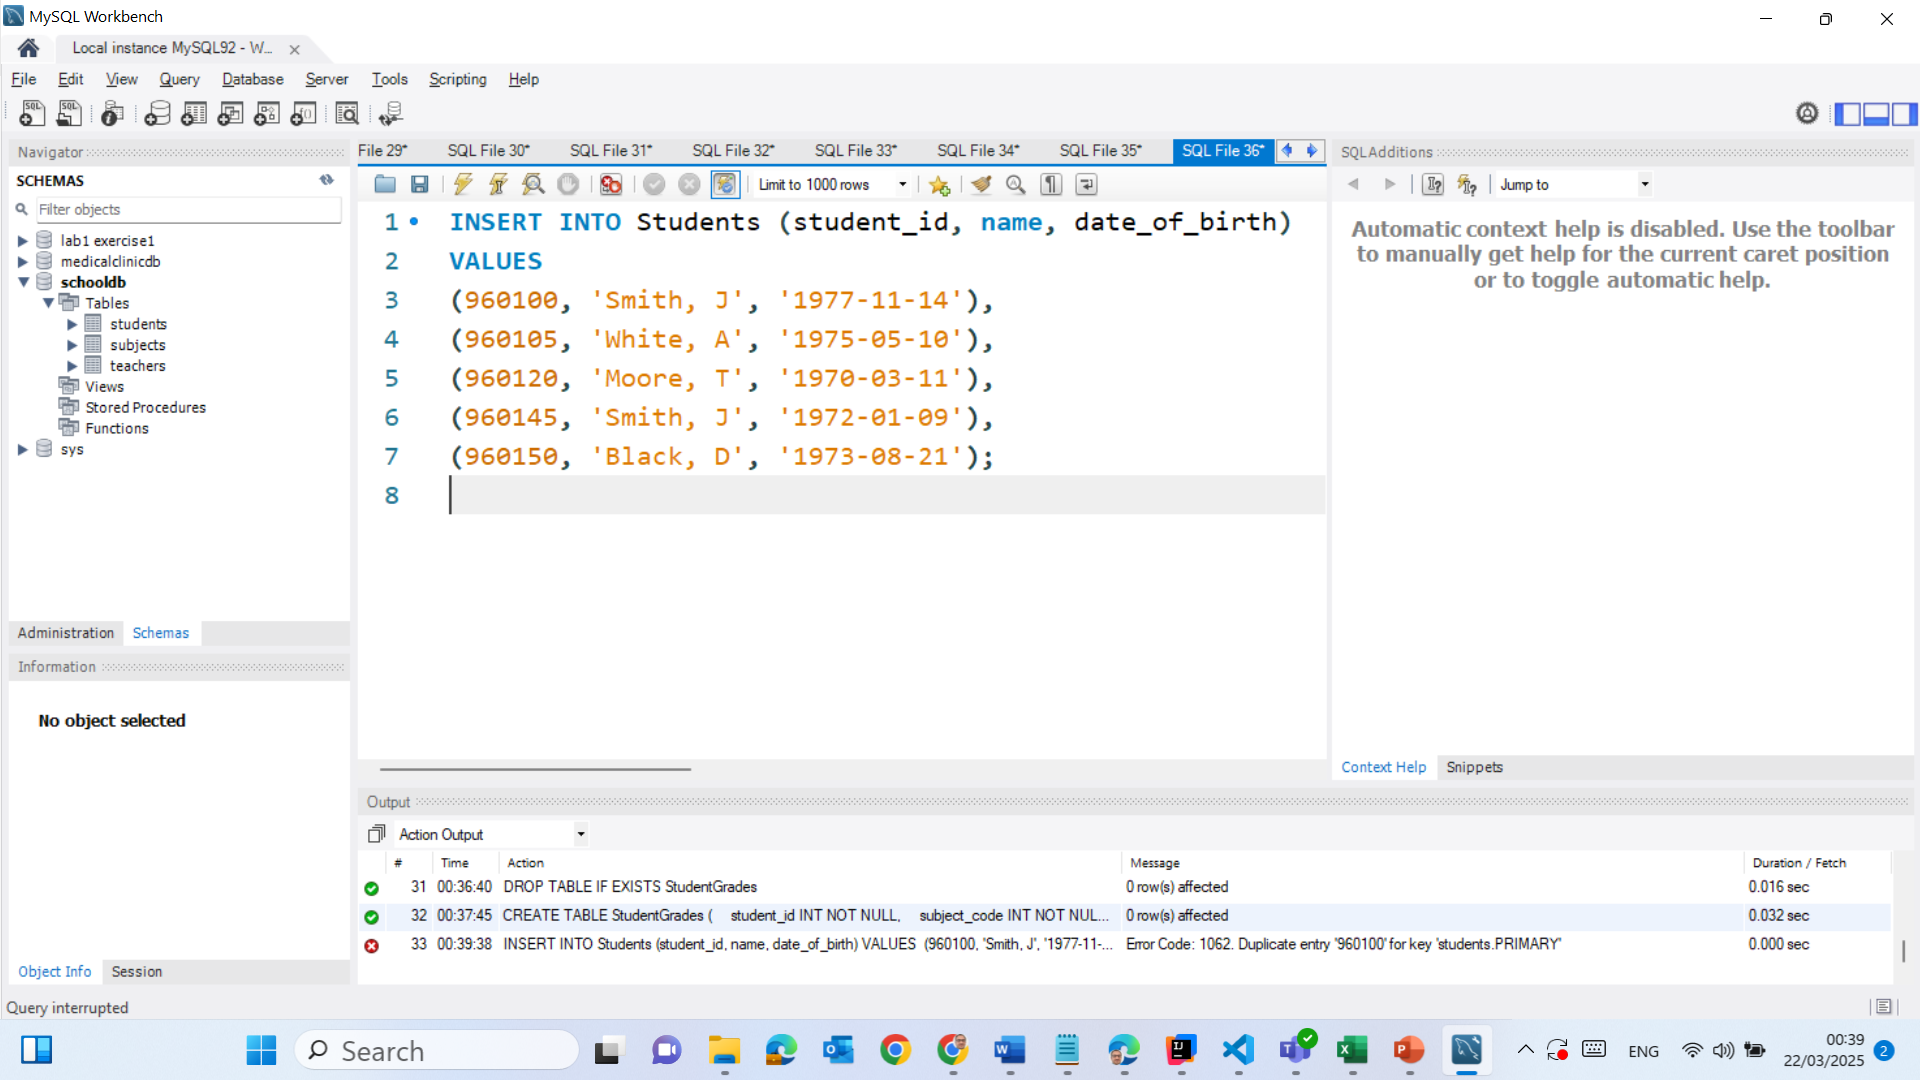 MySQL Workbench
Local instance MySQL92 - W...
File Edit View Query Database Server Tools Scripting Help
Navigator
SCHEMAS
Filter objects
lab1 exercise1
medicalclinicdb
schooldb
Tables
students
subjects
teachers
Views
Stored Procedures
Functions
sys
Administration Schemas
Information
No object selected
Object Info Session
File 29* SQL File 30* SQL File 31* SQL File 32* SQL File 33* SQL File 34* SQL File 35* SQL File 36*
Limit to 1000 rows
1 INSERT INTO Students (student_id, name, date_of_birth)
2 VALUES
3 (960100, 'Smith, J', '1977-11-14'),
4 (960105, 'White, A', '1975-05-10'),
5 (960120, 'Moore, T', '1970-03-11'),
6 (960145, 'Smith, J', '1972-01-09'),
7 (960150, 'Black, D', '1973-08-21');
8
SQLAdditions
Jump to
Automatic context help is disabled. Use the toolbar
to manually get help for the current caret position
or to toggle automatic help.
Context Help Snippets
Output
Action Output
# Time Action Message Duration / Fetch
31 00:36:40 DROP TABLE IF EXISTS StudentGrades 0 row(s) affected 0.016 sec
32 00:37:45 CREATE TABLE StudentGrades ( student_id INT NOT NULL, subject_code INT NOT NUL... 0 row(s) affected 0.032 sec
33 00:39:38 INSERT INTO Students (student_id, name, date_of_birth) VALUES (960100, 'Smith, J', '1977-11-... Error Code: 1062. Duplicate entry '960100' for key 'students.PRIMARY' 0.000 sec
Query interrupted
Search
ENG
00:39
22/03/2025
2